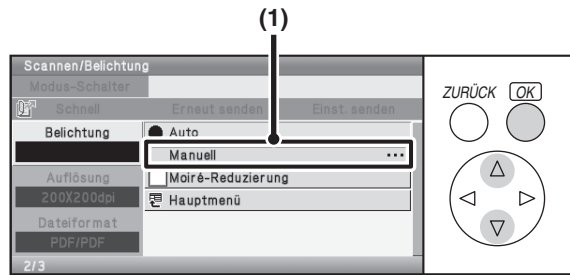 (1)
Scannen/Belichtung
Modus-Schalter
Schnell Erneut senden Einst. senden
Belichtung
Auto
Manuell ...
Auflösung
Moiré-Reduzierung
200X200dpi
Hauptmenü
Dateiformat
PDF/PDF
2/3
ZURÜCK OK